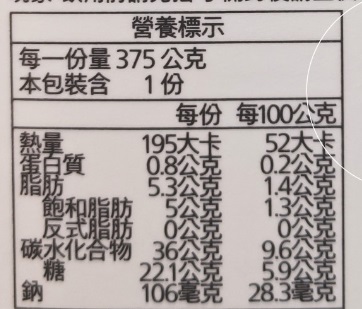 營養標示
每一份量 375 公克
本包裝含 1 份
每份 每100公克
熱量 195大卡 52大卡
蛋白質 0.8公克 0.2公克
脂肪 5.3公克 1.4公克
飽和脂肪 5公克 1.3公克
反式脂肪 0公克 0公克
碳水化合物 36公克 9.6公克
糖 22.1公克 5.9公克
鈉 106毫克 28.3毫克